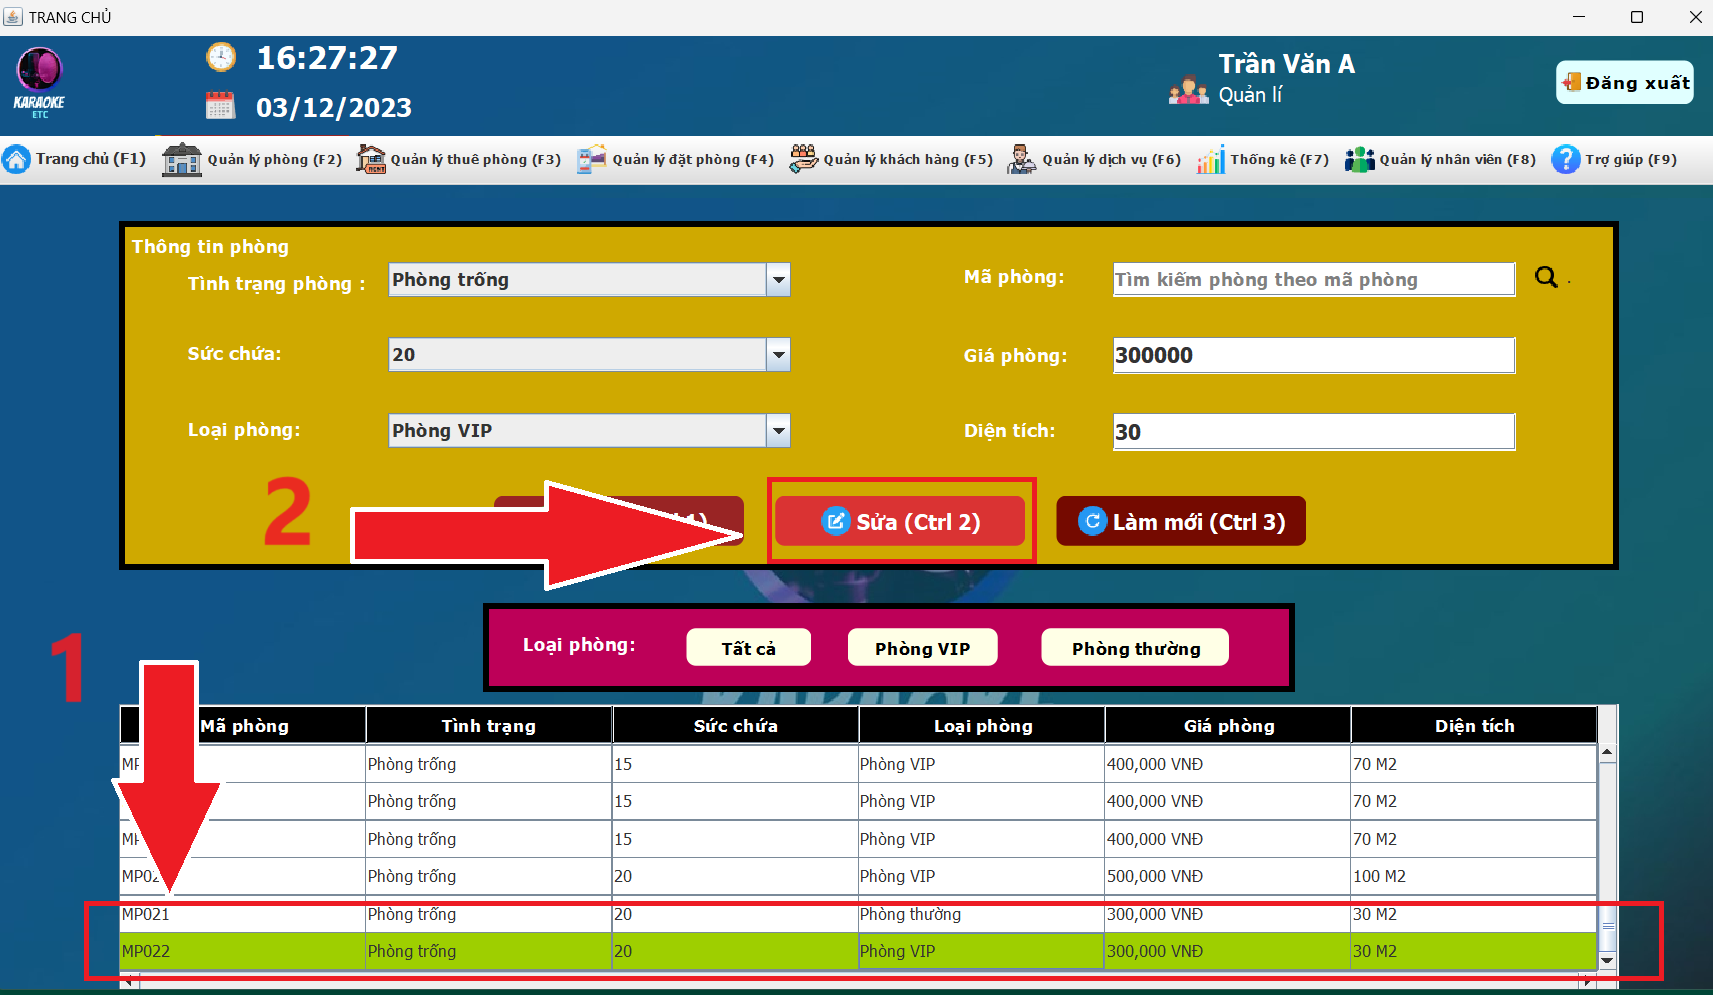 TRANG CHỦ
KARAOKE
ETC
16:27:27
03/12/2023
Trần Văn A
Quản lí
Đăng xuất
Trang chủ (F1) Quản lý phòng (F2) Quản lý thuê phòng (F3) Quản lý đặt phòng (F4) Quản lý khách hàng (F5) Quản lý dịch vụ (F6) Thống kê (F7) Quản lý nhân viên (F8) Trợ giúp (F9)
Thông tin phòng
Tình trạng phòng : Phòng trống Mã phòng: Tìm kiếm phòng theo mã phòng
Sức chứa: 20 Giá phòng: 300000
Loại phòng: Phòng VIP Diện tích: 30
2
Sửa (Ctrl 2) Làm mới (Ctrl 3)
1
Loại phòng: Tất cả Phòng VIP Phòng thường
Mã phòng Tình trạng Sức chứa Loại phòng Giá phòng Diện tích
Phòng trống 15 Phòng VIP 400,000 VNĐ 70 M2
Phòng trống 15 Phòng VIP 400,000 VNĐ 70 M2
Phòng trống 15 Phòng VIP 400,000 VNĐ 70 M2
Phòng trống 20 Phòng VIP 500,000 VNĐ 100 M2
MP021 Phòng trống 20 Phòng thường 300,000 VNĐ 30 M2
MP022 Phòng trống 20 Phòng VIP 300,000 VNĐ 30 M2